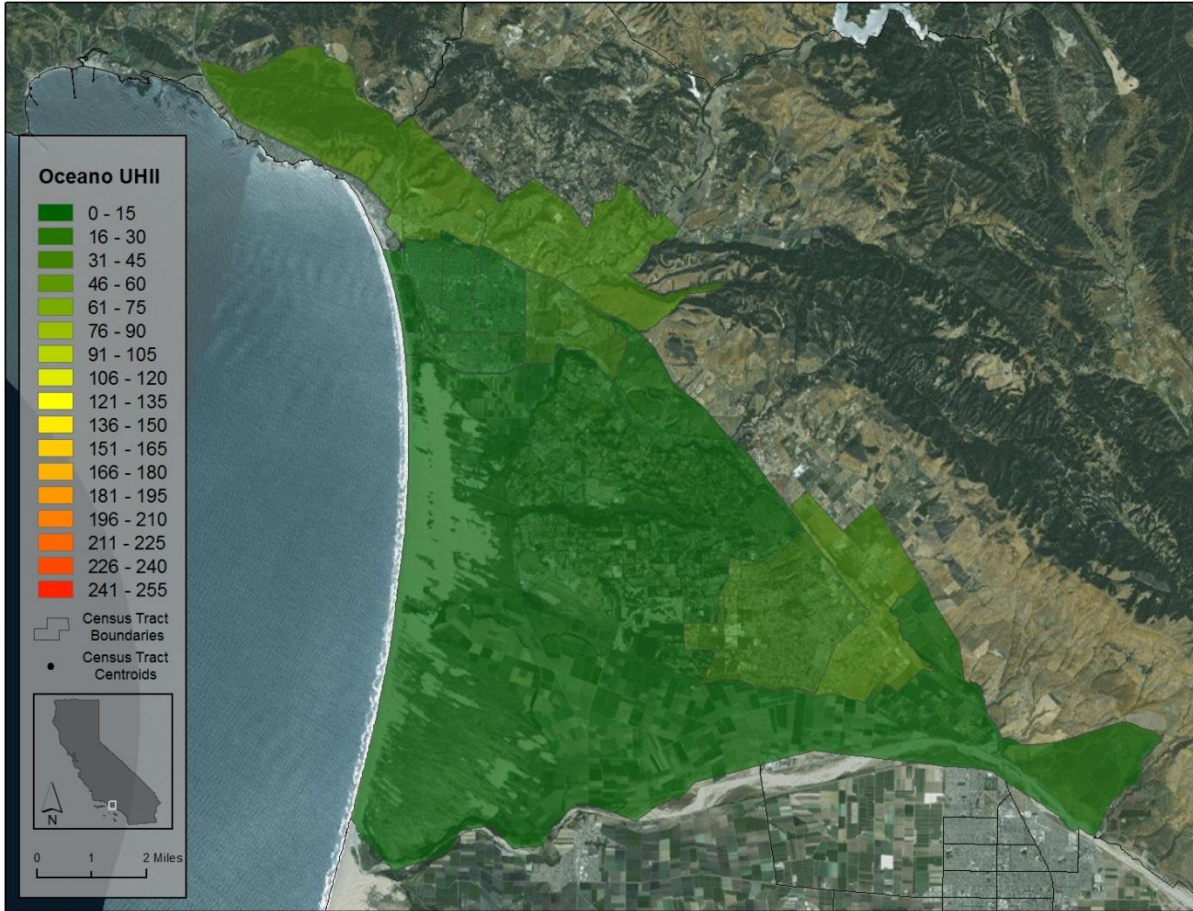 Oceano UHII
0 - 15
16 - 30
31 - 45
46 - 60
61 - 75
76 - 90
91 - 105
106 - 120
121 - 135
136 - 150
151 - 165
166 - 180
181 - 195
196 - 210
211 - 225
226 - 240
241 - 255
Census Tract
Boundaries
Census Tract
Centroids
N
0 1 2 Miles